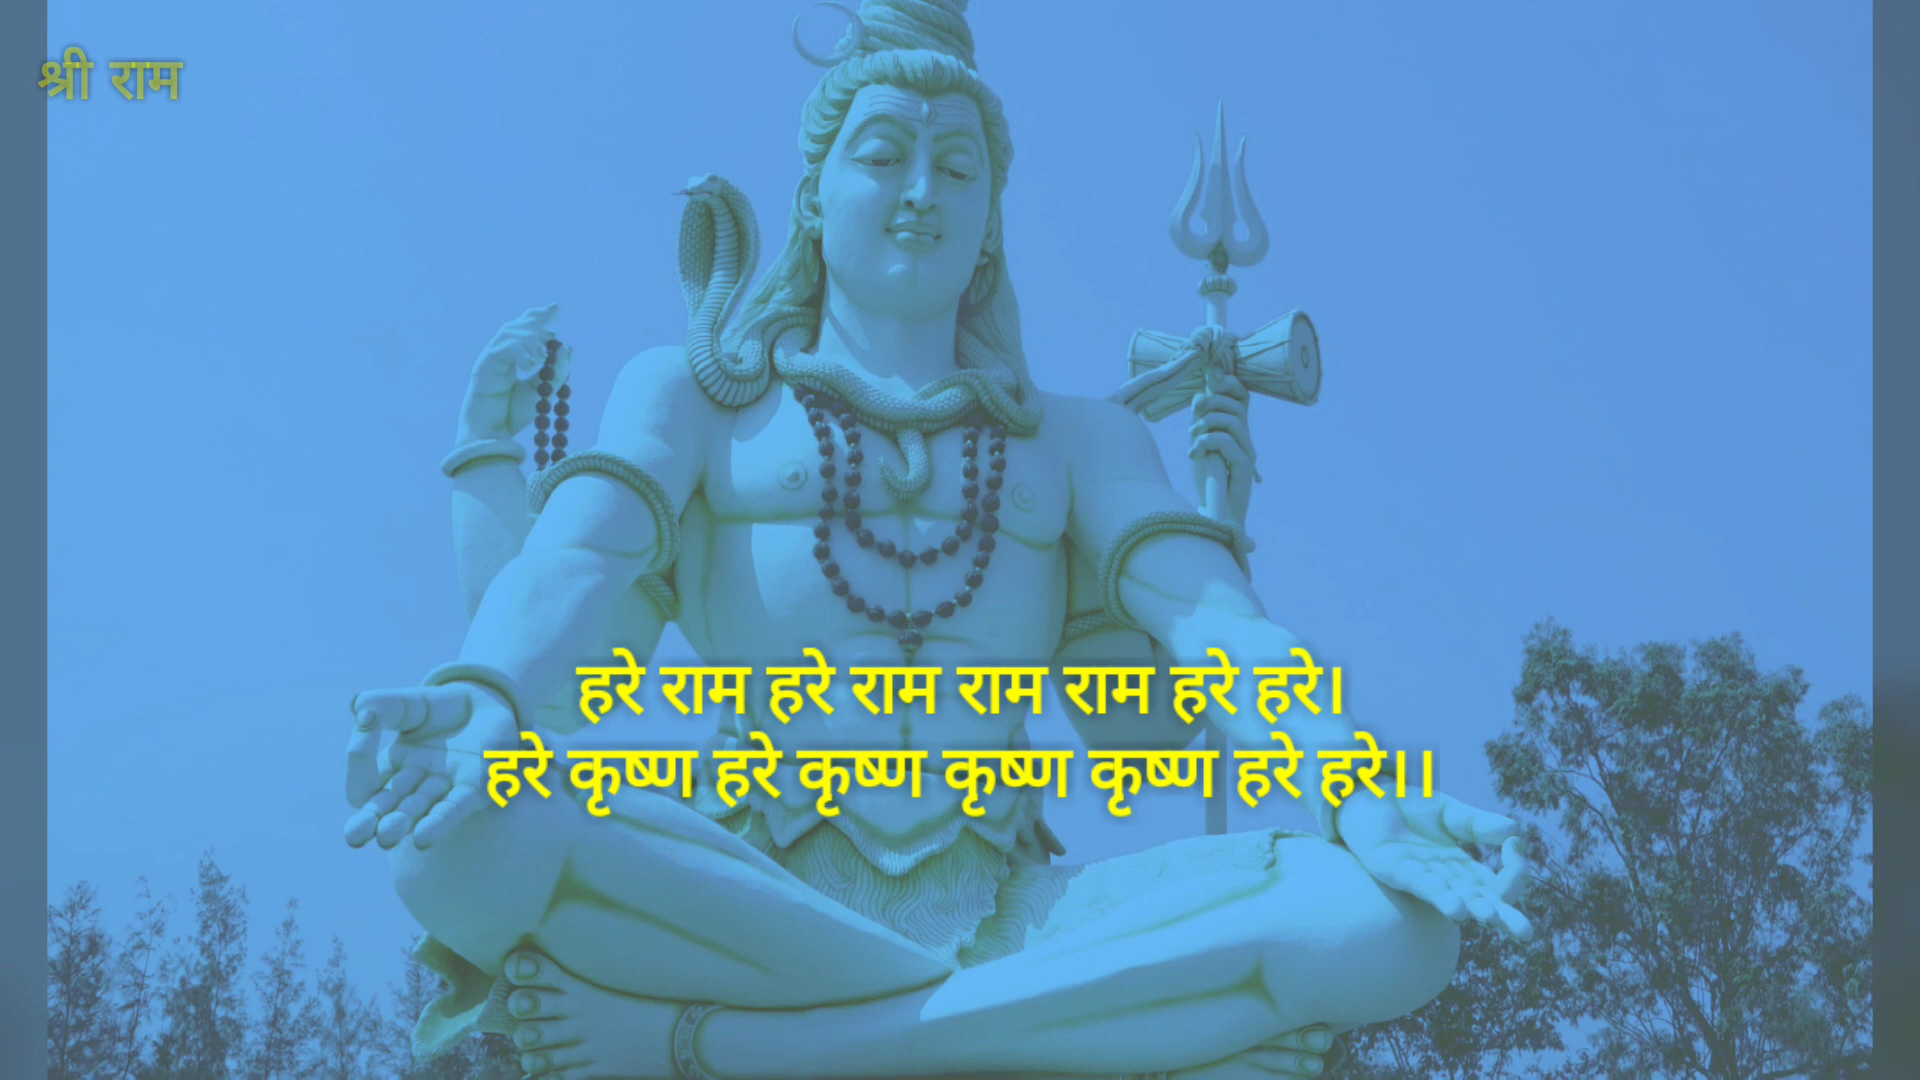 श्री राम
हरे राम हरे राम राम राम हरे हरे।
हरे कृष्ण हरे कृष्ण कृष्ण कृष्ण हरे हरे।।